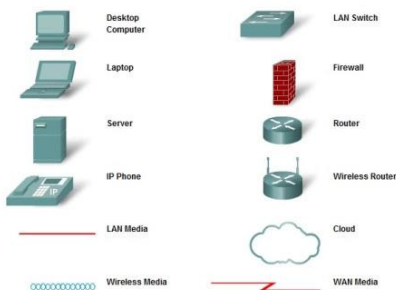 Desktop
Computer
LAN Switch
Laptop
Firewall
Server
Router
IP Phone
IP
Wireless Router
LAN Media
Cloud
Wireless Media
WAN Media